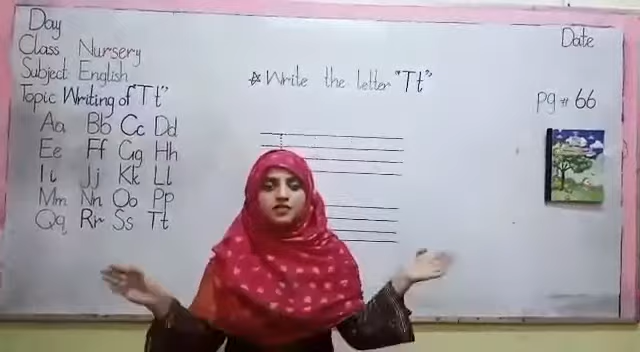 Day
Class Nursery
Subject English
Topic Writing of "Tt"
Aa Bb Cc Dd
Ee Ff Gg Hh
Ii Jj Kk Ll
Mm Nn Oo Pp
Qq Rr Ss Tt
☆ Write the letter "Tt"
Date
pg # 66